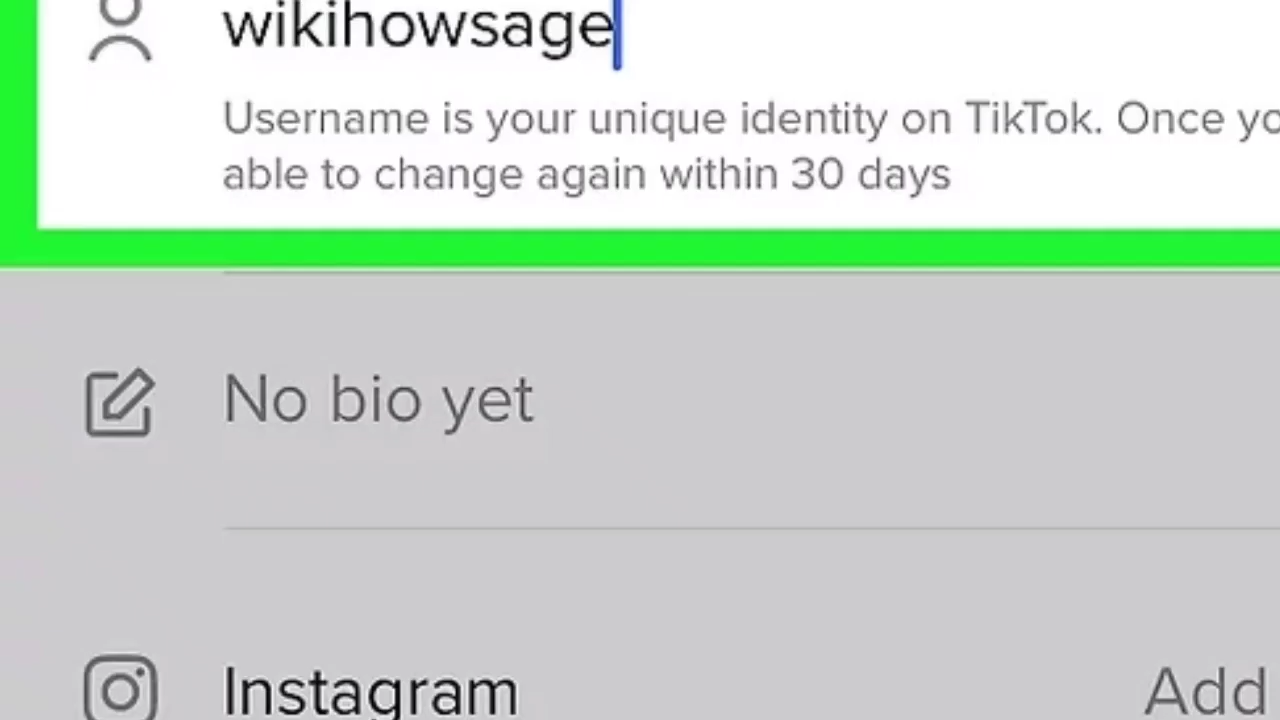 wikihowsage
Username is your unique identity on TikTok. Once yo
able to change again within 30 days
No bio yet
Instagram
Add